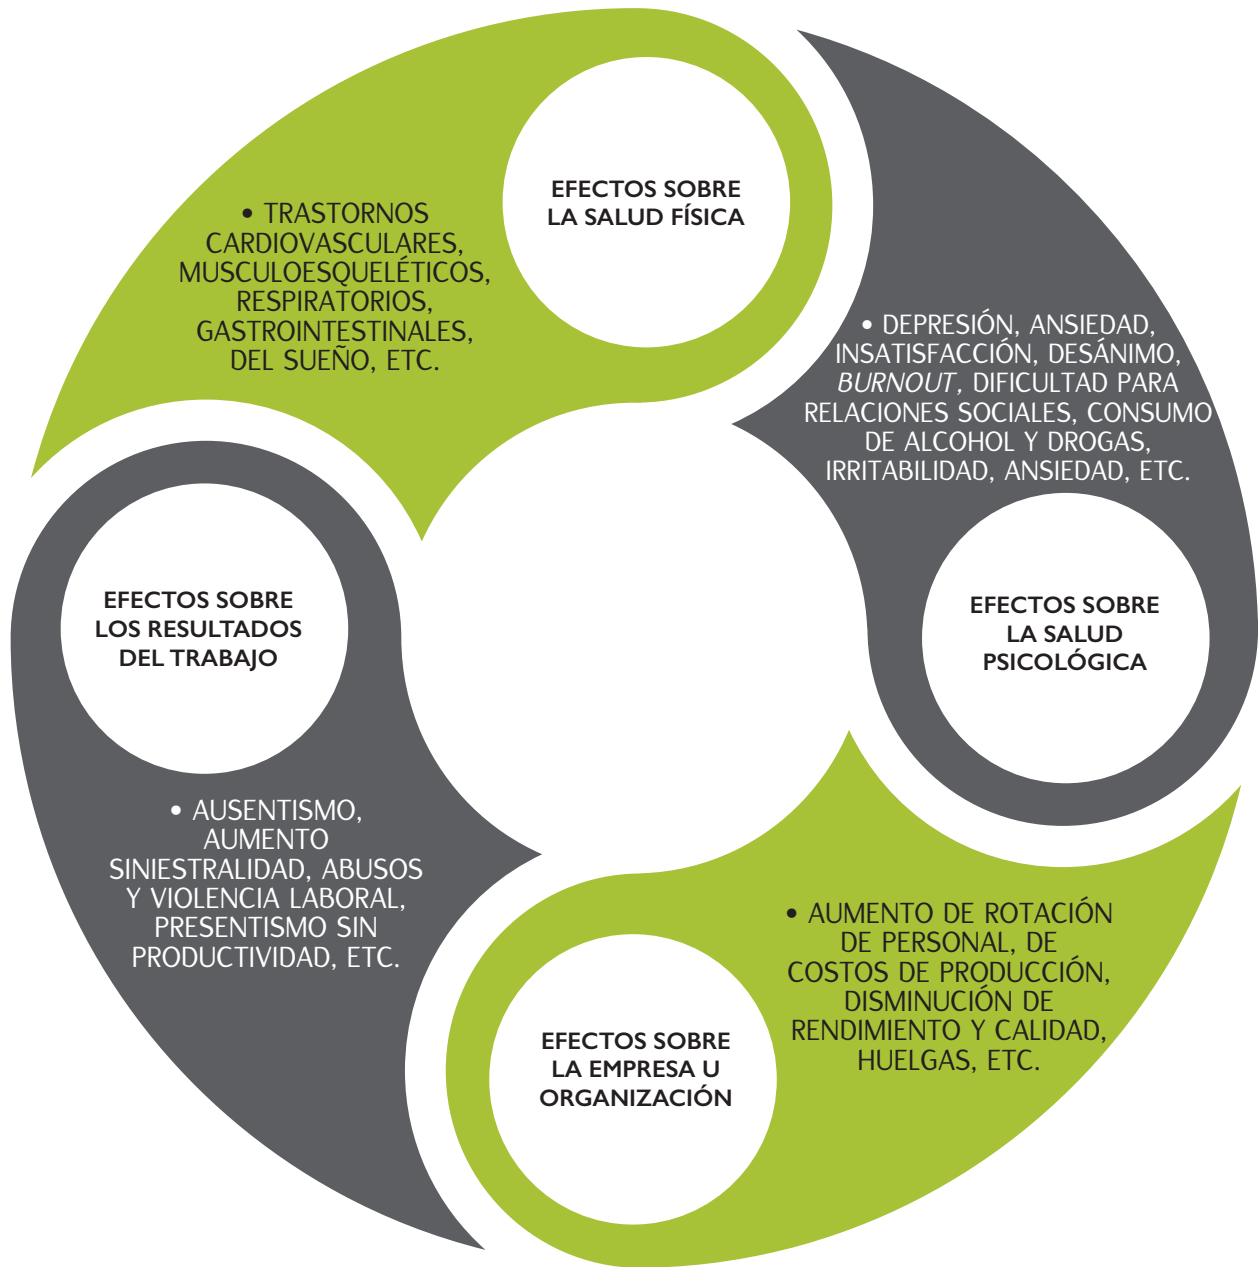 EFECTOS SOBRE
LA SALUD FÍSICA
• TRASTORNOS
CARDIOVASCULARES,
MUSCULOESQUELÉTICOS,
RESPIRATORIOS,
GASTROINTESTINALES,
DEL SUEÑO, ETC.
• DEPRESIÓN, ANSIEDAD,
INSATISFACCIÓN, DESÁNIMO,
BURNOUT, DIFICULTAD PARA
RELACIONES SOCIALES, CONSUMO
DE ALCOHOL Y DROGAS,
IRRITABILIDAD, ANSIEDAD, ETC.
EFECTOS SOBRE
LA SALUD
PSICOLÓGICA
EFECTOS SOBRE
LOS RESULTADOS
DEL TRABAJO
• AUSENTISMO,
AUMENTO
SINIESTRALIDAD, ABUSOS
Y VIOLENCIA LABORAL,
PRESENTISMO SIN
PRODUCTIVIDAD, ETC.
• AUMENTO DE ROTACIÓN
DE PERSONAL, DE
COSTOS DE PRODUCCIÓN,
DISMINUCIÓN DE
RENDIMIENTO Y CALIDAD,
HUELGAS, ETC.
EFECTOS SOBRE
LA EMPRESA U
ORGANIZACIÓN